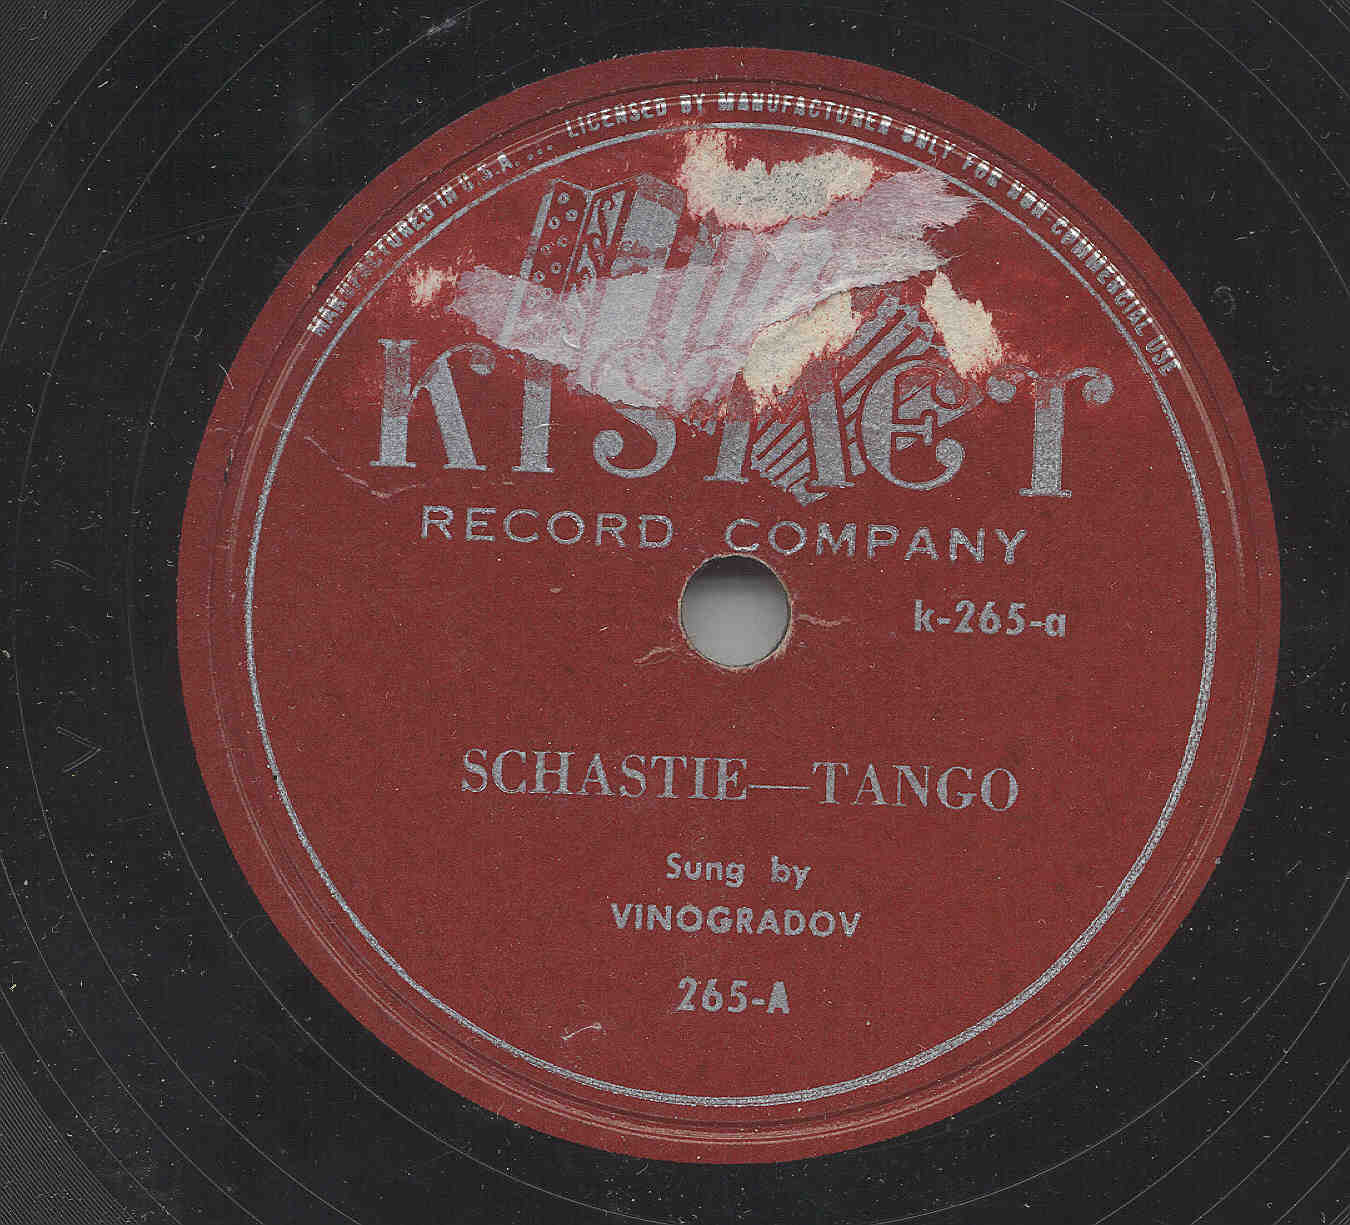 MANUFACTURED IN U.S.A. ... LICENSED BY MANUFACTURER ONLY FOR NON COMMERCIAL USE
KISMET
RECORD COMPANY
k-265-a
SCHASTIE—TANGO
Sung by
VINOGRADOV
265-A